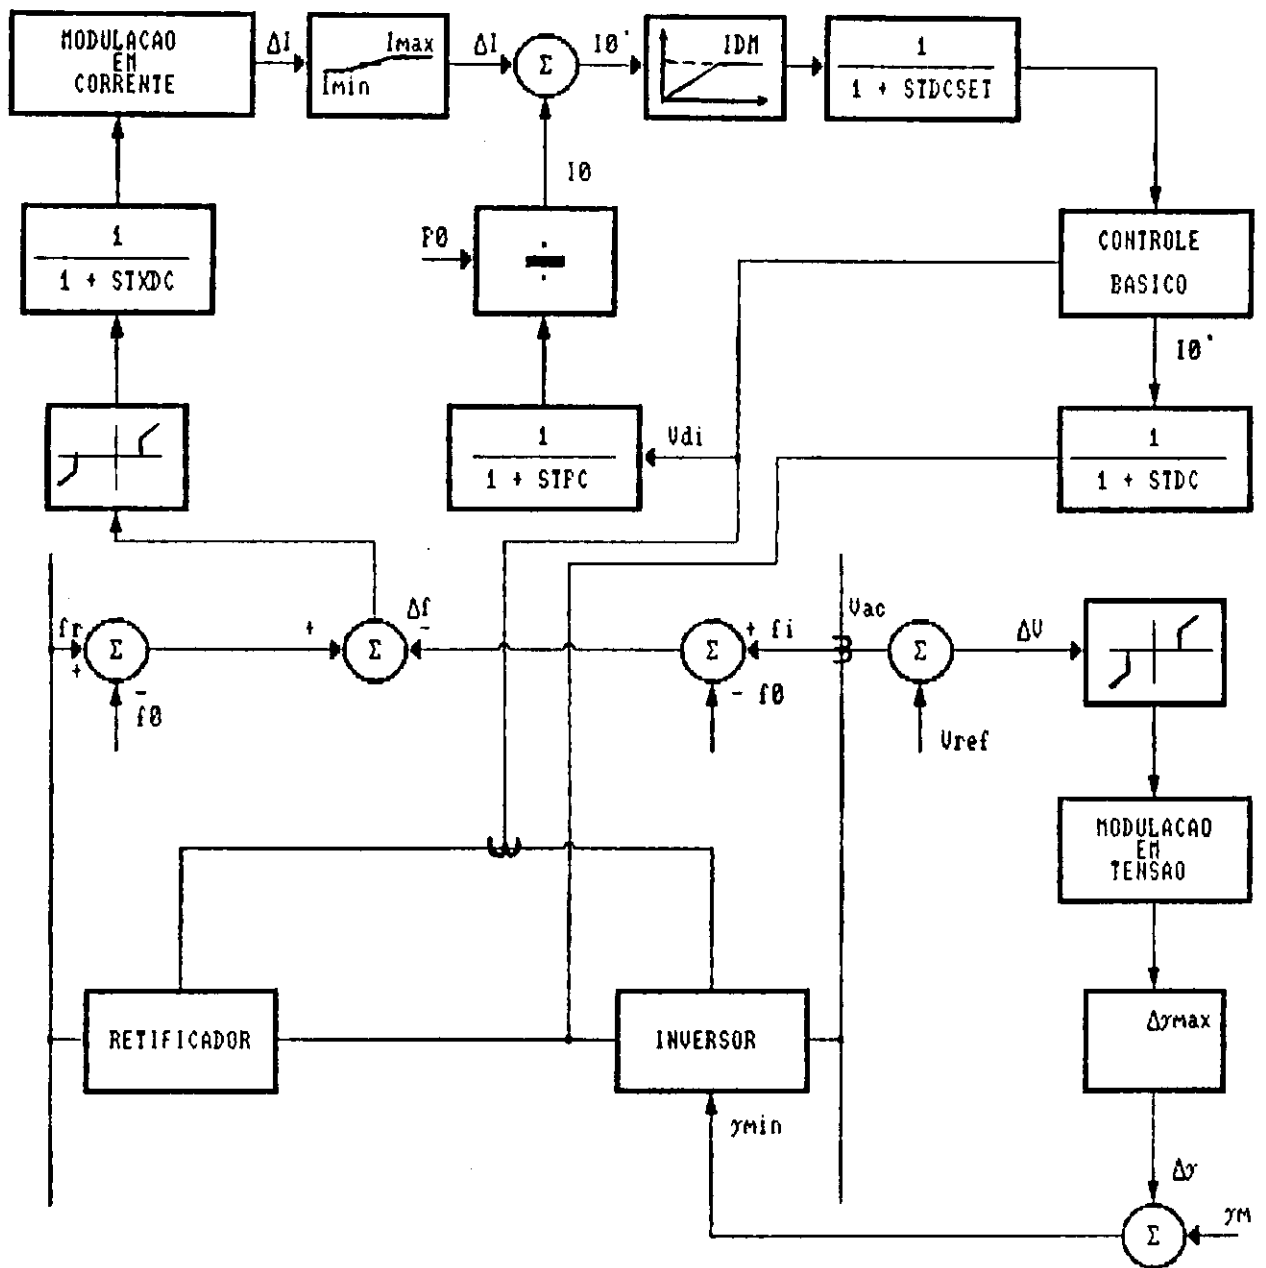 MODULACAO
EM
CORRENTE
ΔI
Imax
Imin
ΔI
Σ
I0'
IDM
1
1 + STDCSET
I0
1
1 + STXDC
P0
÷
CONTROLE
BASICO
I0'
1
1 + STPC
Vdi
1
1 + STDC
fr
+
Σ
-
f0
+
Δf
-
Σ
Σ
+ fi
- f0
Vac
Σ
Vref
ΔV
MODULACAO
EM
TENSAO
RETIFICADOR
INVERSOR
Δγmax
γmin
Δγ
Σ
γM